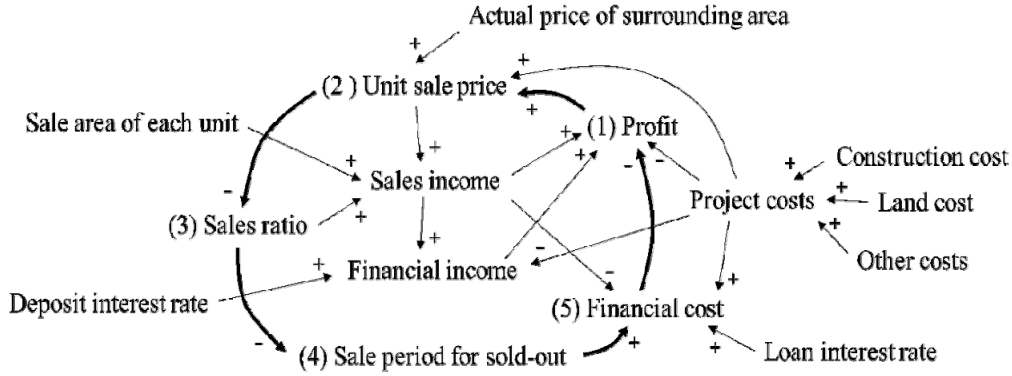 Actual price of surrounding area
+ +
(2 ) Unit sale price
+
Sale area of each unit
+ (1) Profit
+ + +
+ Construction cost
- -
Sales income
- Project costs + Land cost
(3) Sales ratio + +
+ - Other costs
+ Financial income - +
Deposit interest rate (5) Financial cost
- (4) Sale period for sold-out + + Loan interest rate